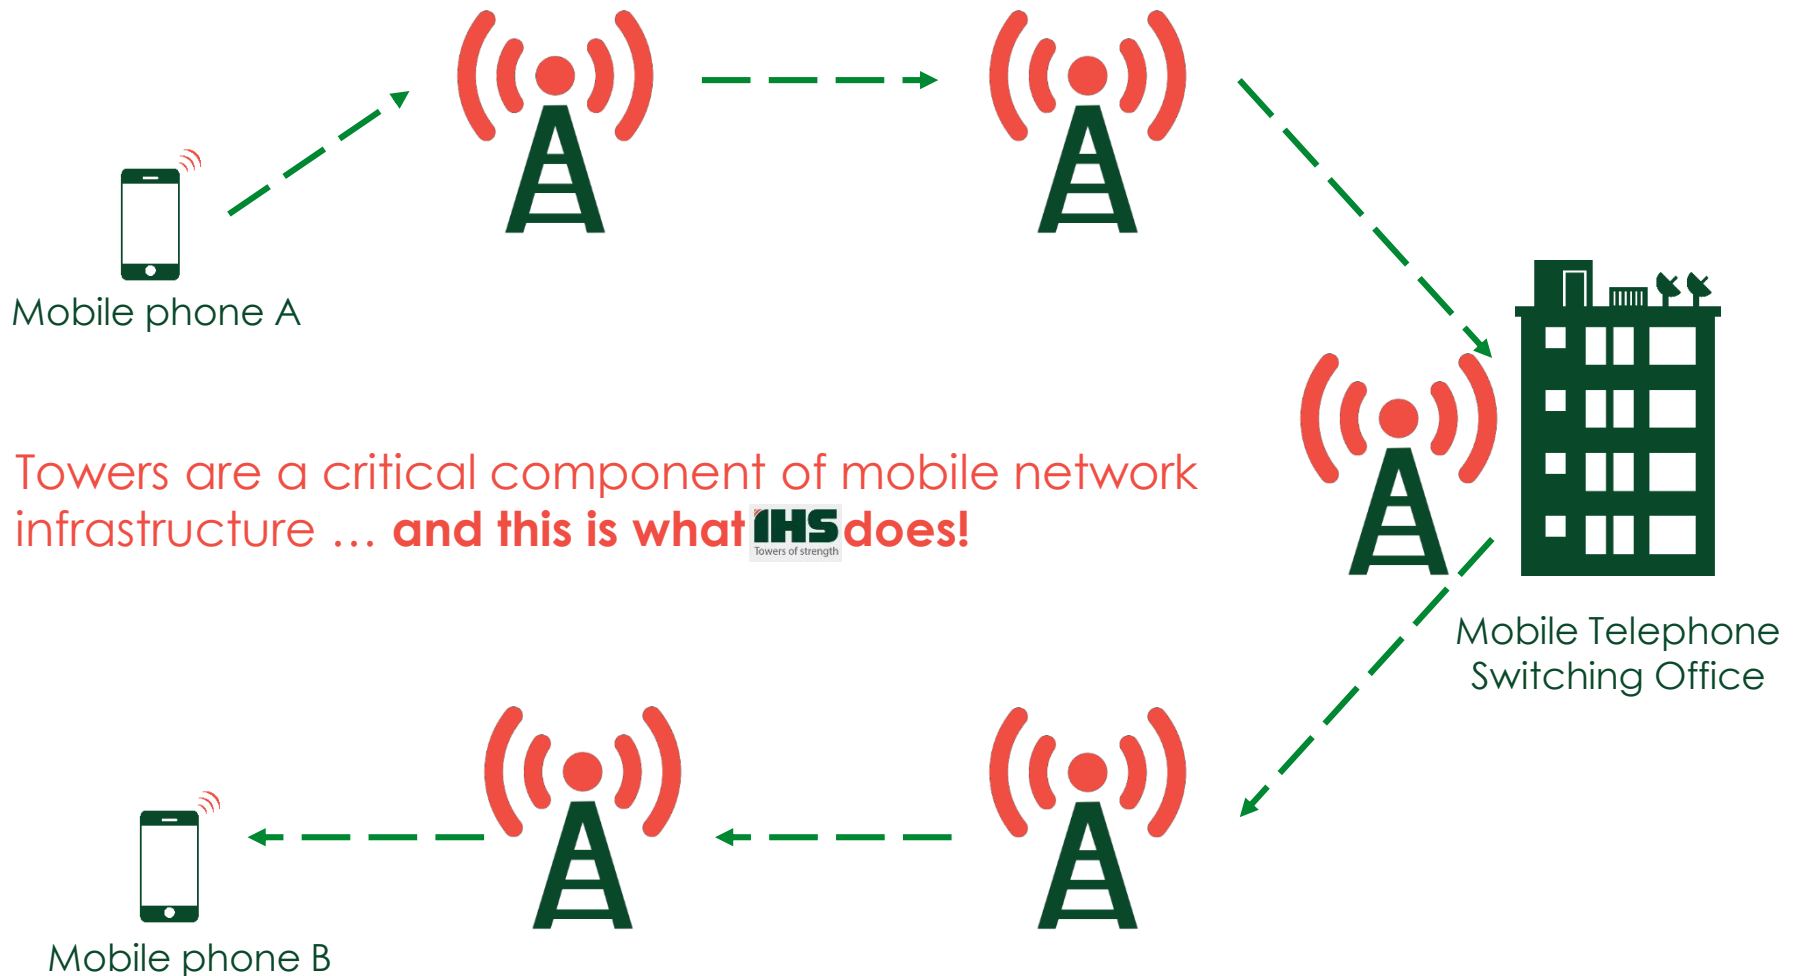 Mobile phone A
Towers are a critical component of mobile network
infrastructure … and this is what IHS does!
Towers of strength
Mobile Telephone
Switching Office
Mobile phone B